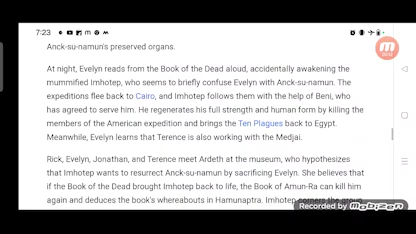 7:23
Anck-su-namun's preserved organs.
At night, Evelyn reads from the Book of the Dead aloud, accidentally awakening the
mummified Imhotep, who seems to briefly confuse Evelyn with Anck-su-namun. The
expeditions flee back to Cairo, and Imhotep follows them with the help of Beni, who
has agreed to serve him. He regenerates his full strength and human form by killing the
members of the American expedition and brings the Ten Plagues back to Egypt.
Meanwhile, Evelyn learns that Terence is also working with the Medjai.
Rick, Evelyn, Jonathan, and Terence meet Ardeth at the museum, who hypothesizes
that Imhotep wants to resurrect Anck-su-namun by sacrificing Evelyn. She believes that
if the Book of the Dead brought Imhotep back to life, the Book of Amun-Ra can kill him
again and deduces the book's whereabouts in Hamunaptra. Imhotep corners the group
Recorded by mobizen